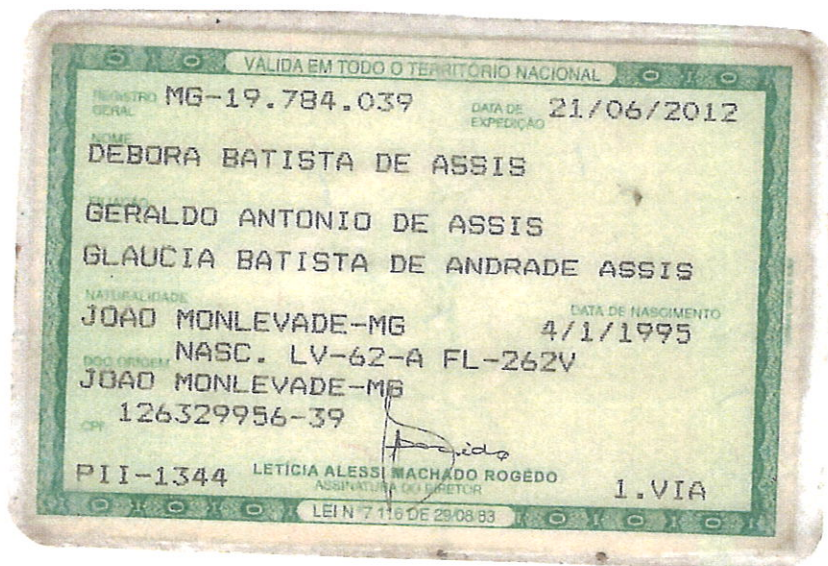 VÁLIDA EM TODO O TERRITÓRIO NACIONAL
REGISTRO GERAL MG-19.784.039 DATA DE EXPEDIÇÃO 21/06/2012
NOME
DEBORA BATISTA DE ASSIS
FILIAÇÃO
GERALDO ANTONIO DE ASSIS
GLAUCIA BATISTA DE ANDRADE ASSIS
NATURALIDADE DATA DE NASCIMENTO
JOAO MONLEVADE-MG 4/1/1995
DOC ORIGEM NASC. LV-62-A FL-262V
JOAO MONLEVADE-MG
CPF 126329956-39
PII-1344 LETÍCIA ALESSI MACHADO ROGEDO 1.VIA
ASSINATURA DO DIRETOR
LEI N 7 116 DE 29/08/83